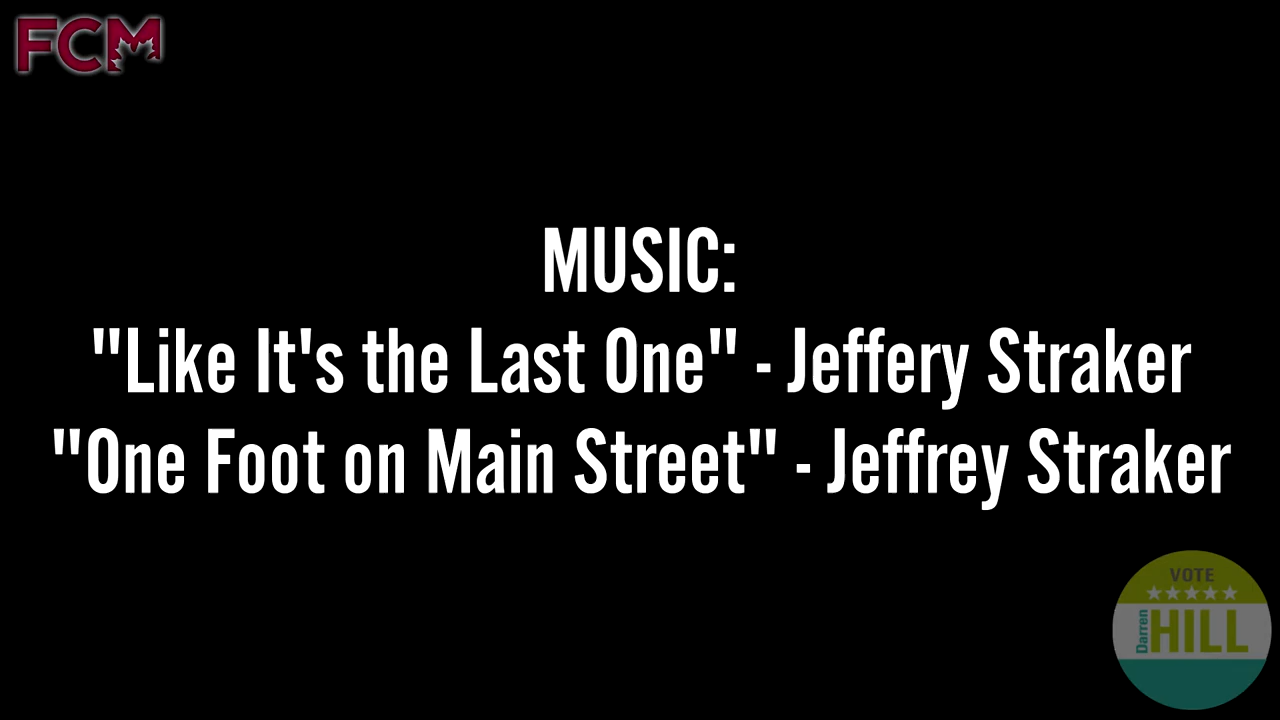 FCM
MUSIC:
"Like It's the Last One" - Jeffery Straker
"One Foot on Main Street" - Jeffrey Straker
VOTE
Darren
HILL